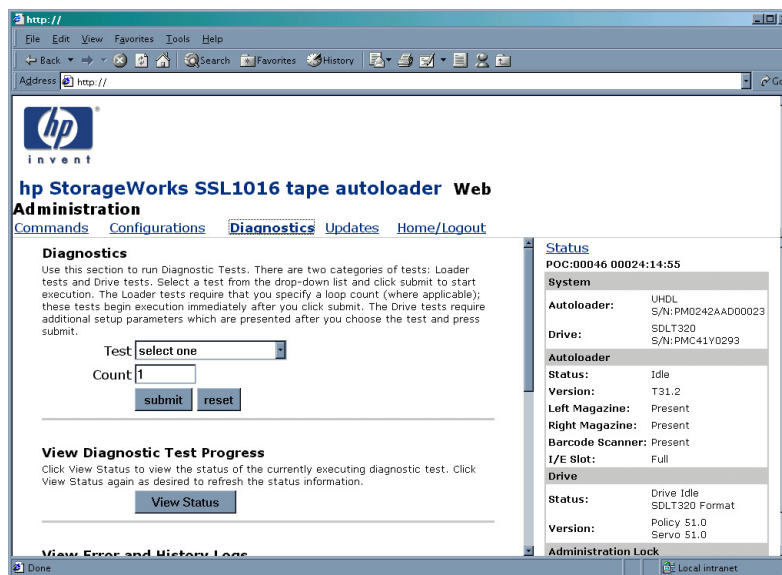 http://
File Edit View Favorites Tools Help
Back Search Favorites History
Address http:// Go
hp
invent
hp StorageWorks SSL1016 tape autoloader Web
Administration
Commands Configurations Diagnostics Updates Home/Logout
Diagnostics
Use this section to run Diagnostic Tests. There are two categories of tests: Loader
tests and Drive tests. Select a test from the drop-down list and click submit to start
execution. The Loader tests require that you specify a loop count (where applicable);
these tests begin execution immediately after you click submit. The Drive tests require
additional setup parameters which are presented after you choose the test and press
submit.
Test select one
Count 1
submit reset
View Diagnostic Test Progress
Click View Status to view the status of the currently executing diagnostic test. Click
View Status again as desired to refresh the status information.
View Status
View Error and History Logs
Status
POC:00046 00024:14:55
System
Autoloader: UHDL
S/N:PM0242AAD00023
Drive: SDLT320
S/N:PMC41Y0293
Autoloader
Status: Idle
Version: T31.2
Left Magazine: Present
Right Magazine: Present
Barcode Scanner: Present
I/E Slot: Full
Drive
Status: Drive Idle
SDLT320 Format
Version: Policy 51.0
Servo 51.0
Administration Lock
Done Local intranet